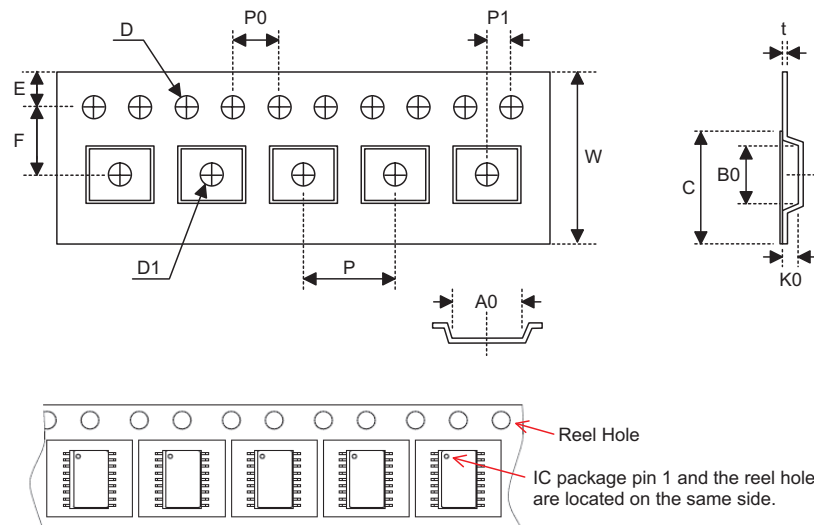 D
P0
P1
t
E
F
W
C
B0
D1
P
K0
A0
Reel Hole
IC package pin 1 and the reel hole
are located on the same side.